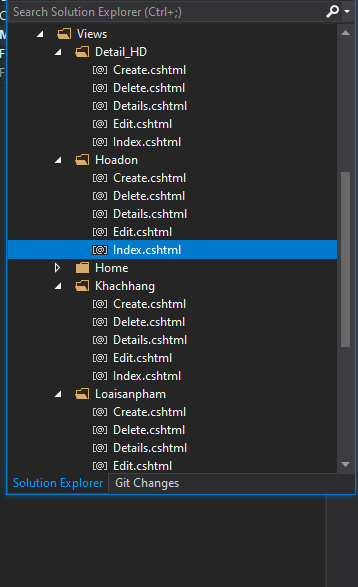 Search Solution Explorer (Ctrl+;)
Views
Detail_HD
[@] Create.cshtml
[@] Delete.cshtml
[@] Details.cshtml
[@] Edit.cshtml
[@] Index.cshtml
Hoadon
[@] Create.cshtml
[@] Delete.cshtml
[@] Details.cshtml
[@] Edit.cshtml
[@] Index.cshtml
Home
Khachhang
[@] Create.cshtml
[@] Delete.cshtml
[@] Details.cshtml
[@] Edit.cshtml
[@] Index.cshtml
Loaisanpham
[@] Create.cshtml
[@] Delete.cshtml
[@] Details.cshtml
[@] Edit.cshtml
Solution Explorer Git Changes